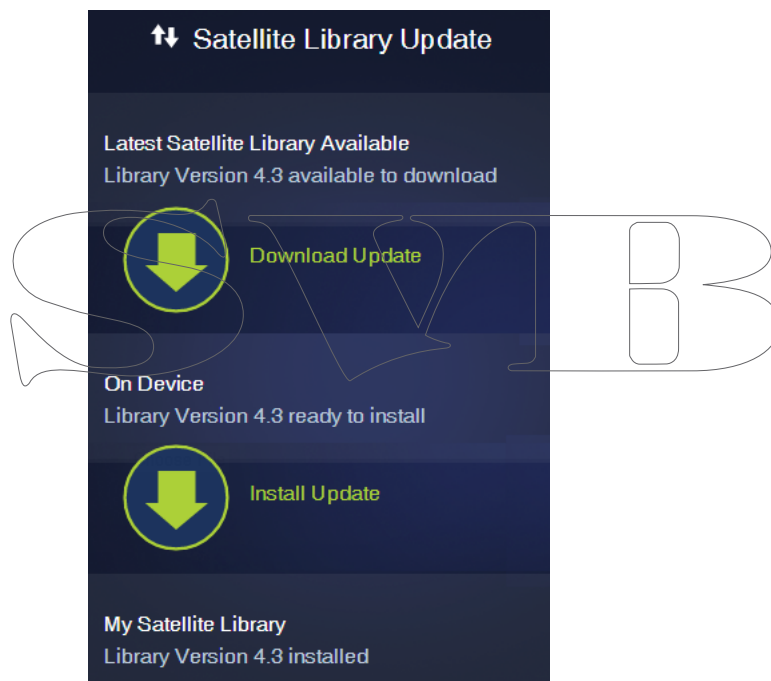 Satellite Library Update
Latest Satellite Library Available
Library Version 4.3 available to download
Download Update
On Device
Library Version 4.3 ready to install
Install Update
My Satellite Library
Library Version 4.3 installed
SVB